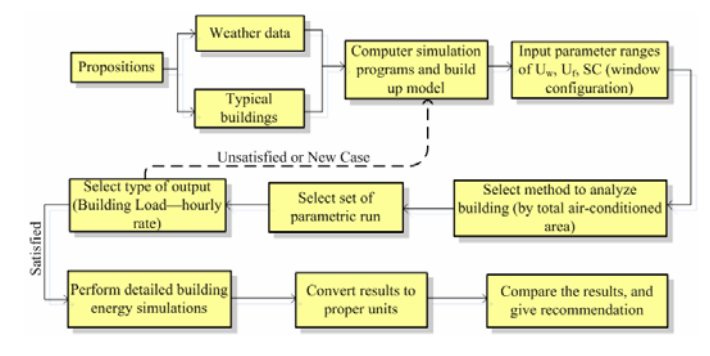 Propositions
Weather data
Typical
buildings
Computer simulation
programs and build
up model
Input parameter ranges
of Uw, Uf, SC (window
configuration)
Unsatisfied or New Case
Select type of output
(Building Load—hourly
rate)
Select set of
parametric run
Select method to analyze
building (by total air-conditioned
area)
Satisfied
Perform detailed building
energy simulations
Convert results to
proper units
Compare the results, and
give recommendation